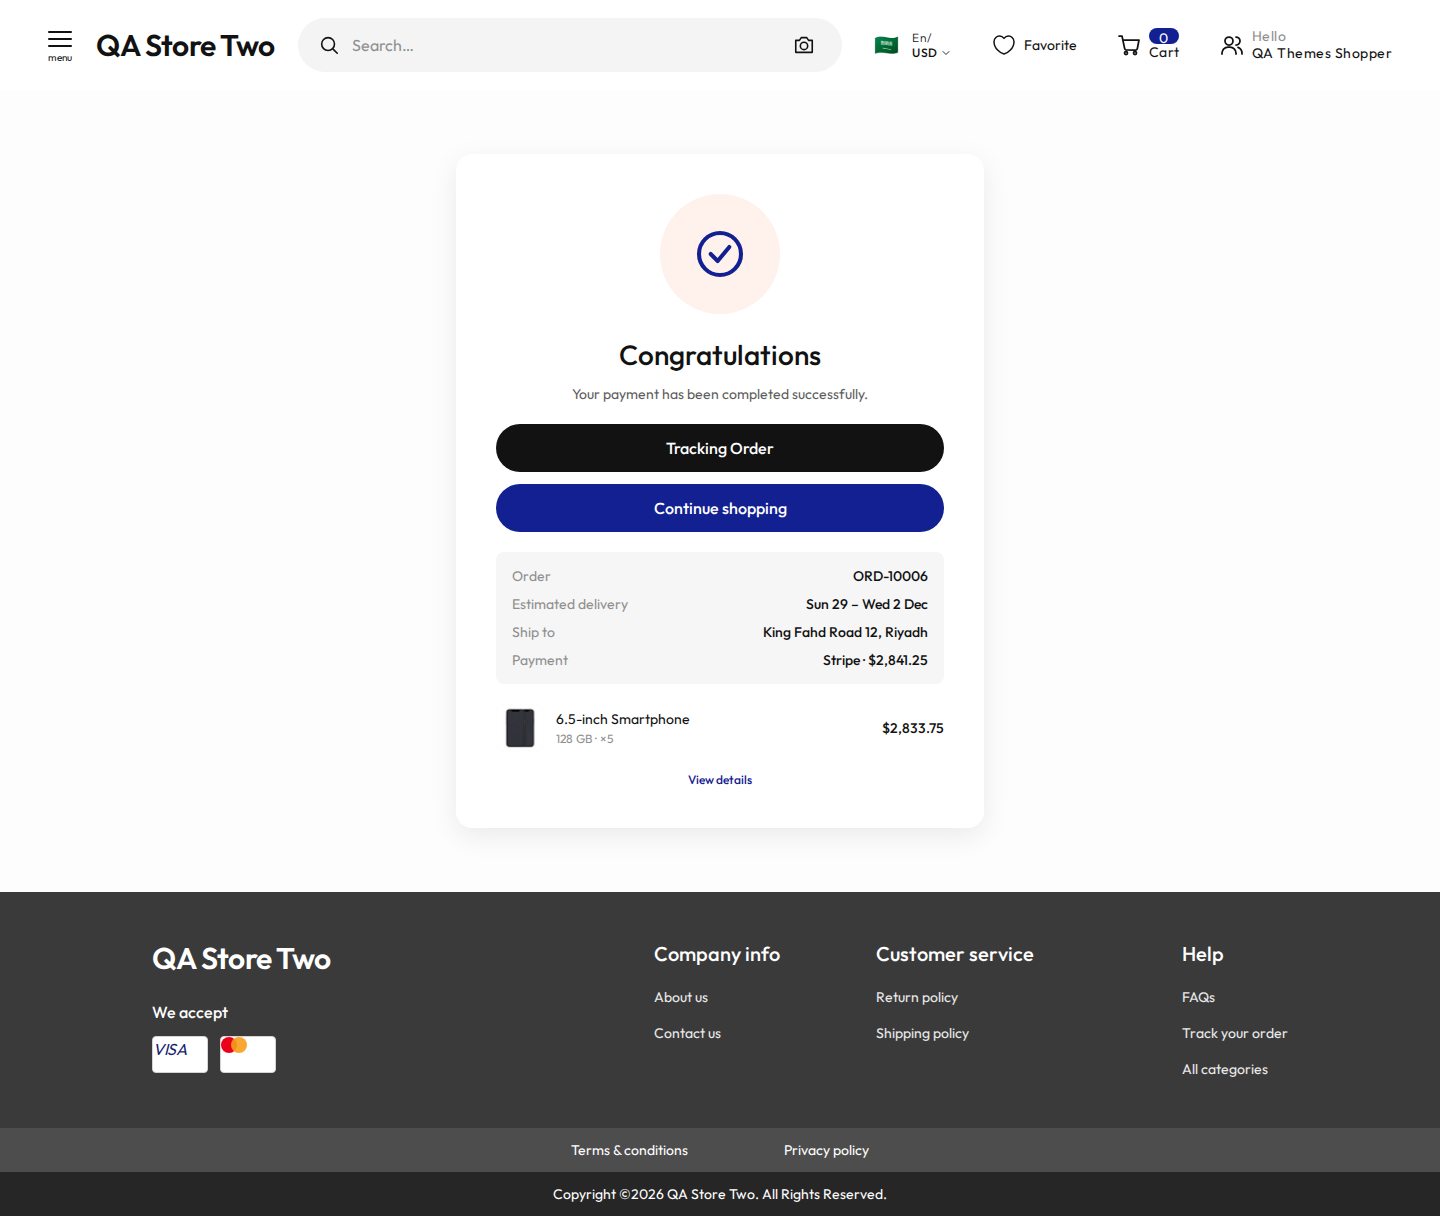 menu
QA Store Two
Search...
En/
USD
Favorite
0
Cart
Hello
QA Themes Shopper
Congratulations
Your payment has been completed successfully.
Tracking Order
Continue shopping
Order ORD-10006
Estimated delivery Sun 29 – Wed 2 Dec
Ship to King Fahd Road 12, Riyadh
Payment Stripe · $2,841.25
6.5-inch Smartphone
128 GB · ×5
$2,833.75
View details
QA Store Two
We accept
VISA
Company info
About us
Contact us
Customer service
Return policy
Shipping policy
Help
FAQs
Track your order
All categories
Terms & conditions
Privacy policy
Copyright ©2026 QA Store Two. All Rights Reserved.